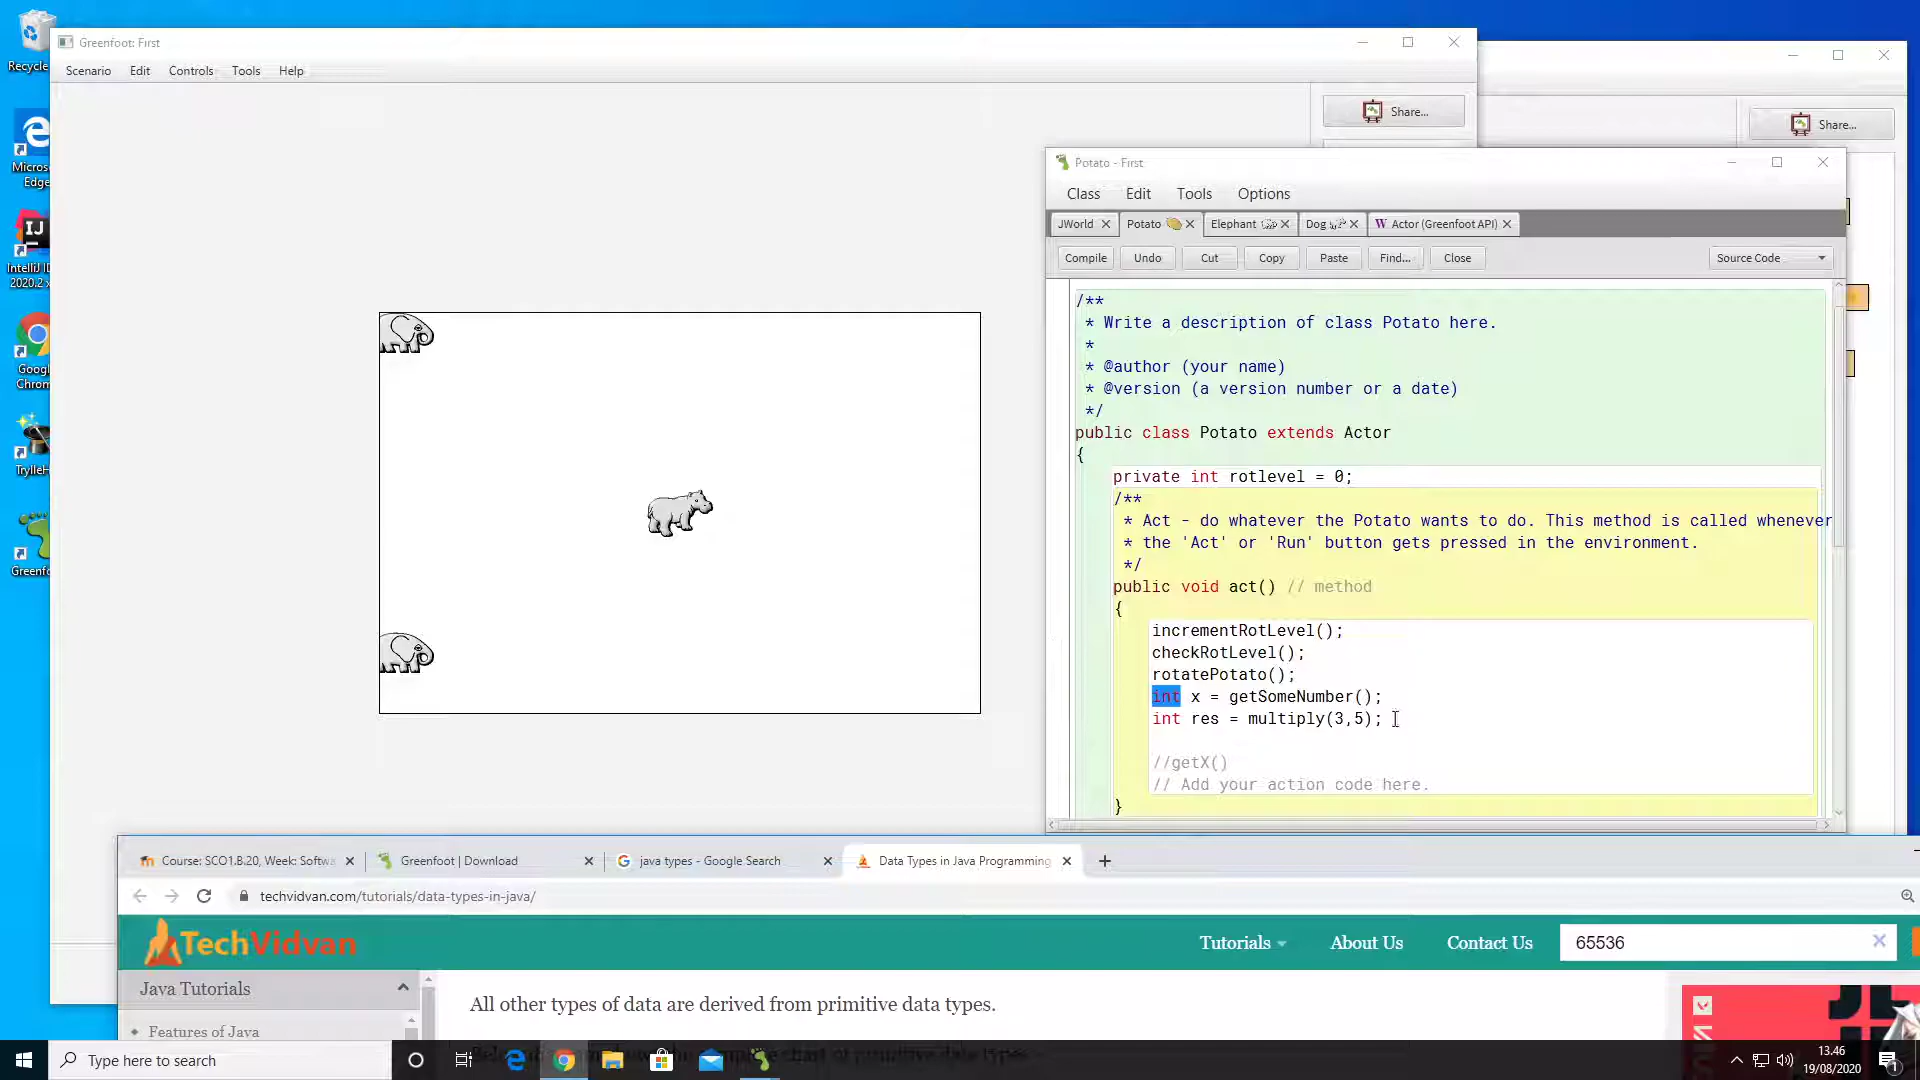 Recycle
Greenfoot: First
Scenario Edit Controls Tools Help
Share...
Share...
Microso
Edge
IJ
IntelliJ ID
2020.2 x
Googl
Chrom
TrylleH
Greenfo
Potato - First
Class Edit Tools Options
JWorld Potato Elephant Dog W Actor (Greenfoot API)
Compile Undo Cut Copy Paste Find... Close Source Code
/**
* Write a description of class Potato here.
*
* @author (your name)
* @version (a version number or a date)
*/
public class Potato extends Actor
{
private int rotlevel = 0;
/**
* Act - do whatever the Potato wants to do. This method is called whenever
* the 'Act' or 'Run' button gets pressed in the environment.
*/
public void act() // method
{
incrementRotLevel();
checkRotLevel();
rotatePotato();
int x = getSomeNumber();
int res = multiply(3,5);
//getX()
// Add your action code here.
}
Course: SCO1.B.20, Week: Softwa
Greenfoot | Download
java types - Google Search
Data Types in Java Programming
techvidvan.com/tutorials/data-types-in-java/
TechVidvan
Tutorials About Us Contact Us 65536
Java Tutorials
All other types of data are derived from primitive data types.
Features of Java
Type here to search
13.46
19/08/2020
1